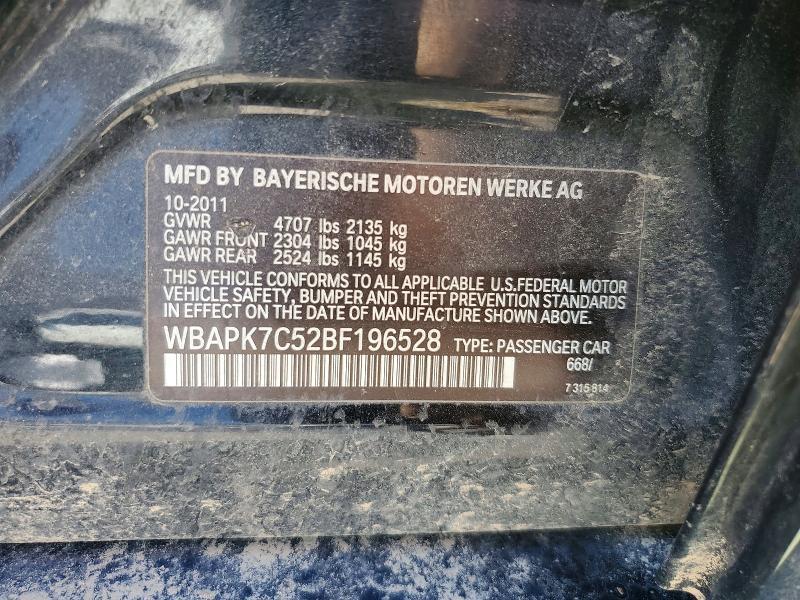 MFD BY BAYERISCHE MOTOREN WERKE AG
10-2011
GVWR 4707 lbs 2135 kg
GAWR FRONT 2304 lbs 1045 kg
GAWR REAR 2524 lbs 1145 kg
THIS VEHICLE CONFORMS TO ALL APPLICABLE U.S.FEDERAL MOTOR
VEHICLE SAFETY, BUMPER AND THEFT PREVENTION STANDARDS
IN EFFECT ON THE DATE OF MANUFACTURE SHOWN ABOVE.
WBAPK7C52BF196528 TYPE: PASSENGER CAR
668/
7 315 814